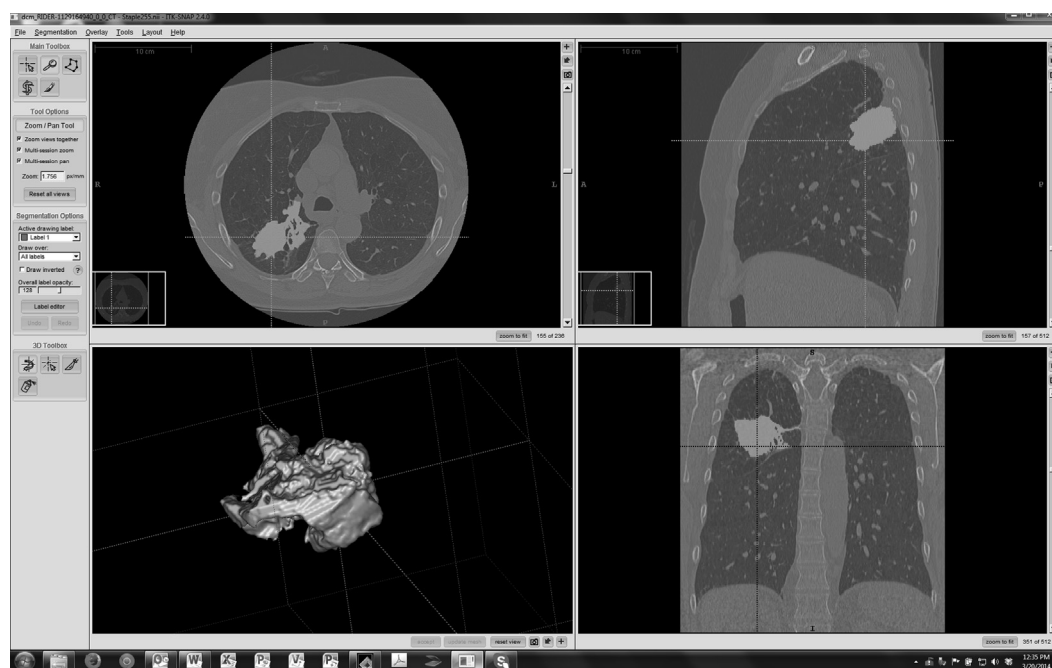 dcm_RIDER-1129164940_0_0_CT - Staple255.nii - ITK-SNAP 2.4.0
File Segmentation Overlay Tools Layout Help
Main Toolbox
Tool Options
Zoom / Pan Tool
Zoom views together
Multi-session zoom
Multi-session pan
Zoom: 1.756 px/mm
Reset all views
Segmentation Options
Active drawing label:
Label 1
Draw over:
All labels
Draw inverted ?
Overall label opacity:
128
Label editor
Undo Redo
3D Toolbox
10 cm
A
R
L
P
zoom to fit 155 of 238
10 cm
A
P
zoom to fit 157 of 512
reset view
S
I
zoom to fit 351 of 512
12:35 PM